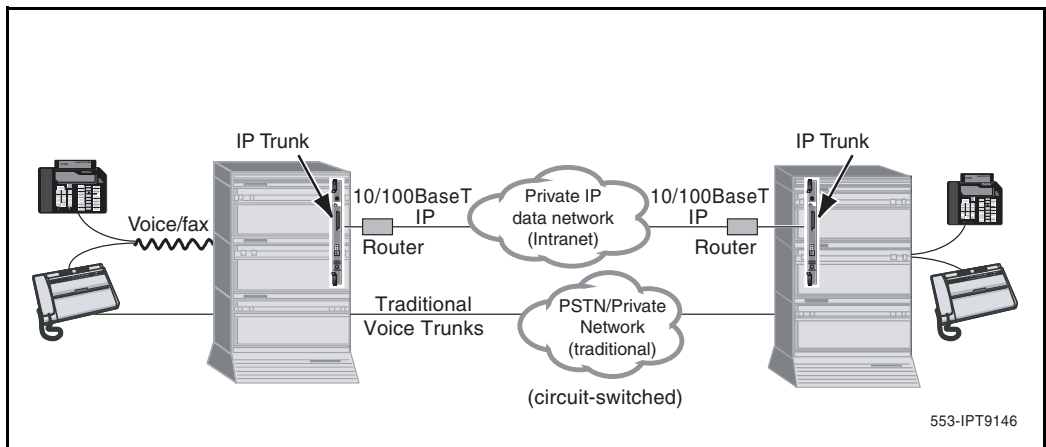 IP Trunk
IP Trunk
10/100BaseT
IP
Router
Private IP
data network
(Intranet)
10/100BaseT
IP
Router
Voice/fax
Traditional
Voice Trunks
PSTN/Private
Network
(traditional)
(circuit-switched)
553-IPT9146